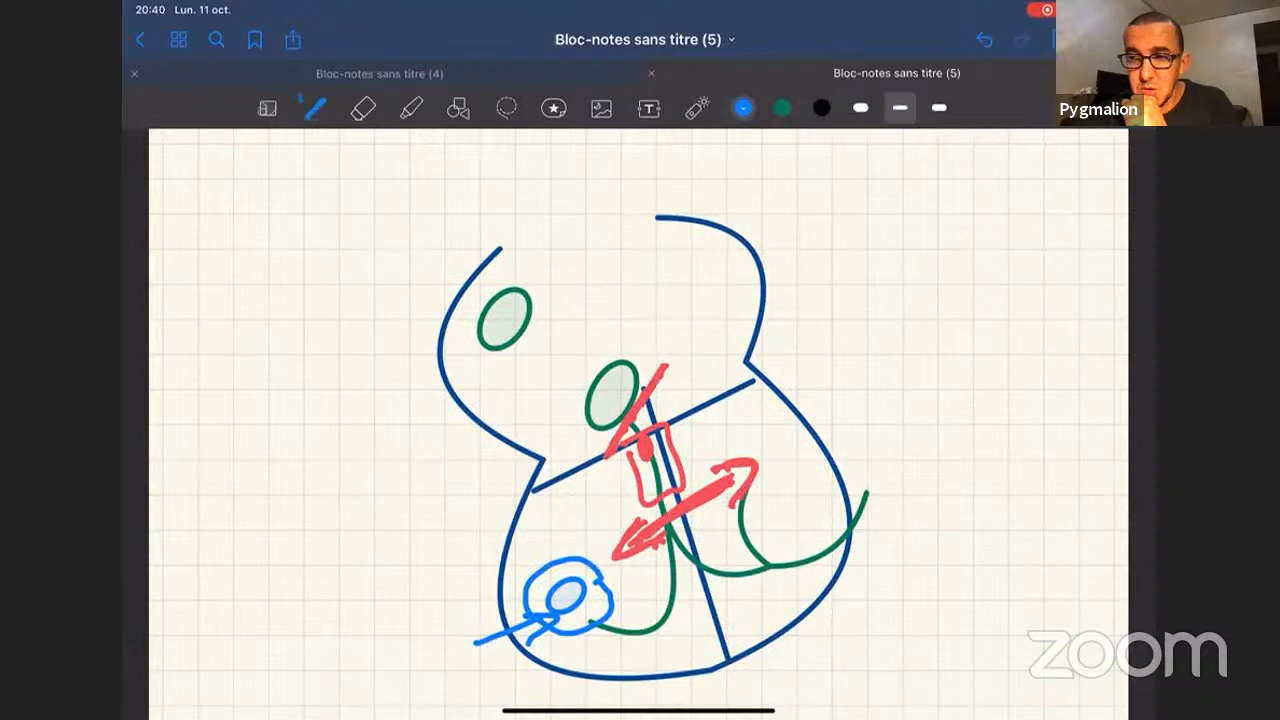 20:40 Lun. 11 oct.
Bloc-notes sans titre (5)
Bloc-notes sans titre (4)
Bloc-notes sans titre (5)
T
Pygmalion
zoom